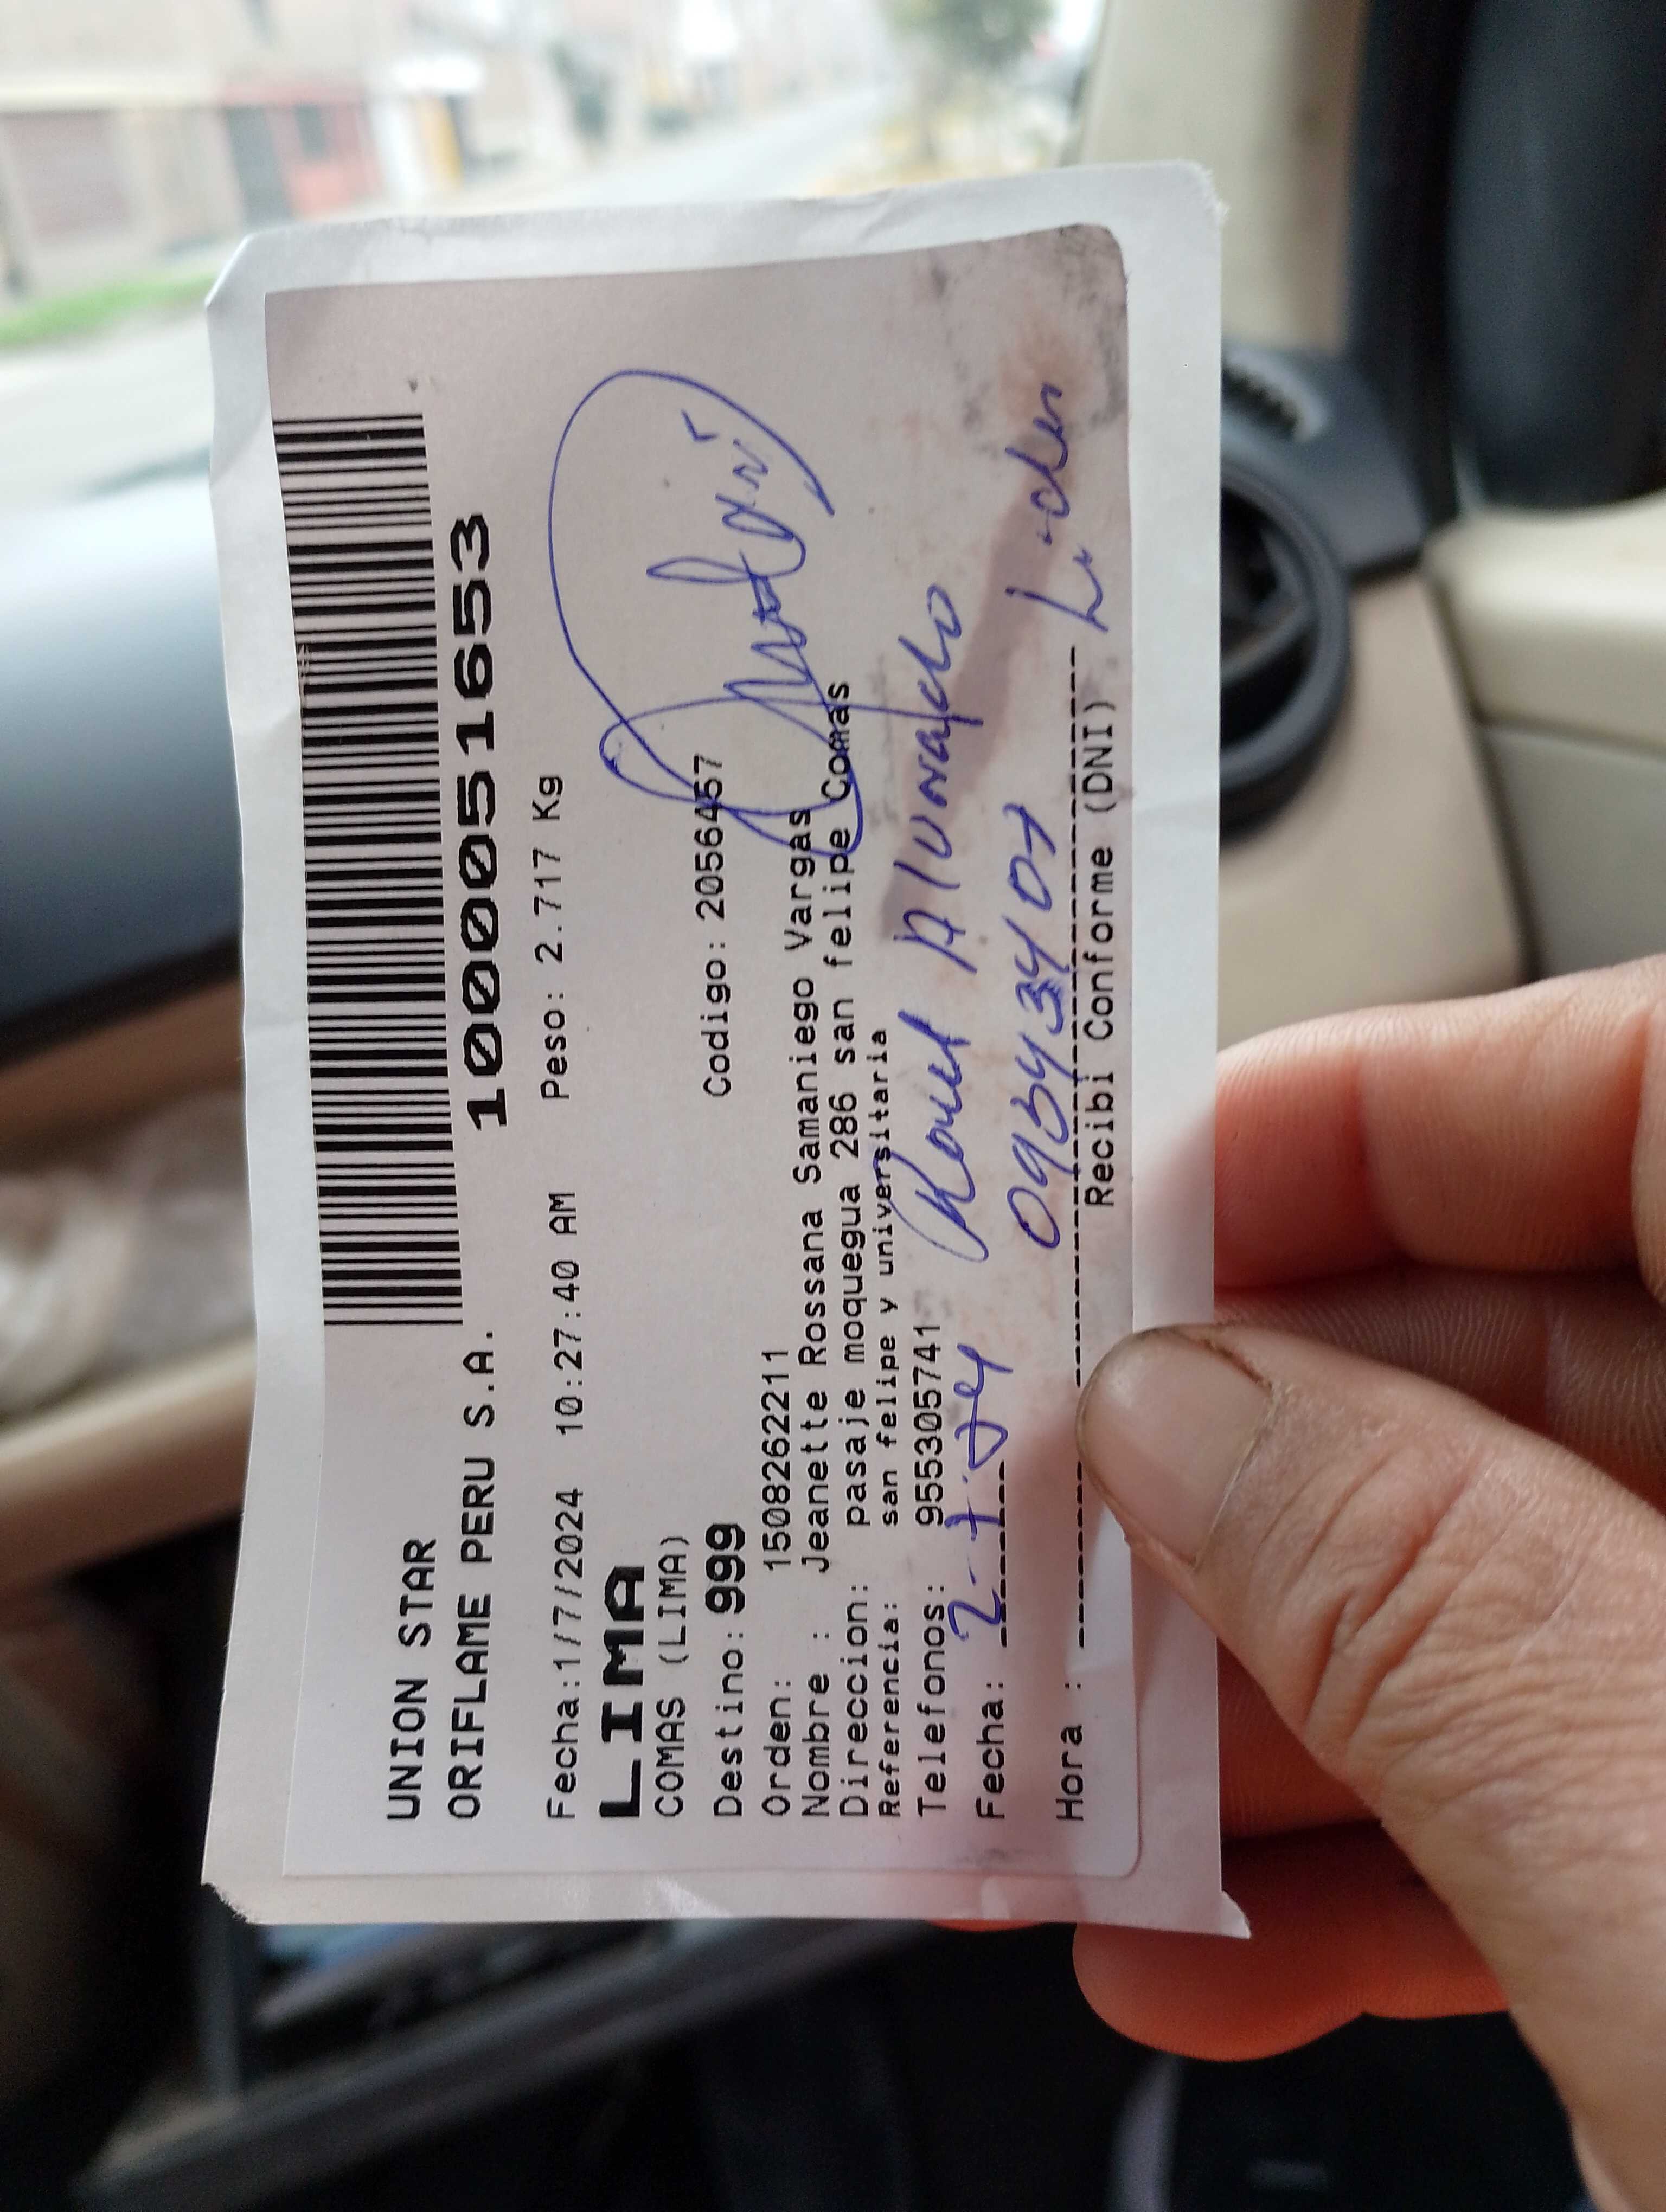 UNION STAR
ORIFLAME PERU S.A.
1000051653
Fecha:1/7/2024 10:27:40 AM Peso: 2.717 Kg
LIMA
COMAS (LIMA)
Destino: 999 Codigo: 2056457
Orden: 15082662211
Nombre : Jeanette Rossana Samaniego Vargas
Direccion: pasaje moquegua 286 san felipe Comas
Referencia: san felipe y universitaria
Telefonos: 955305741
Fecha: 2-7-24 Alvarado
Hora :
Recibi Conforme (DNI)